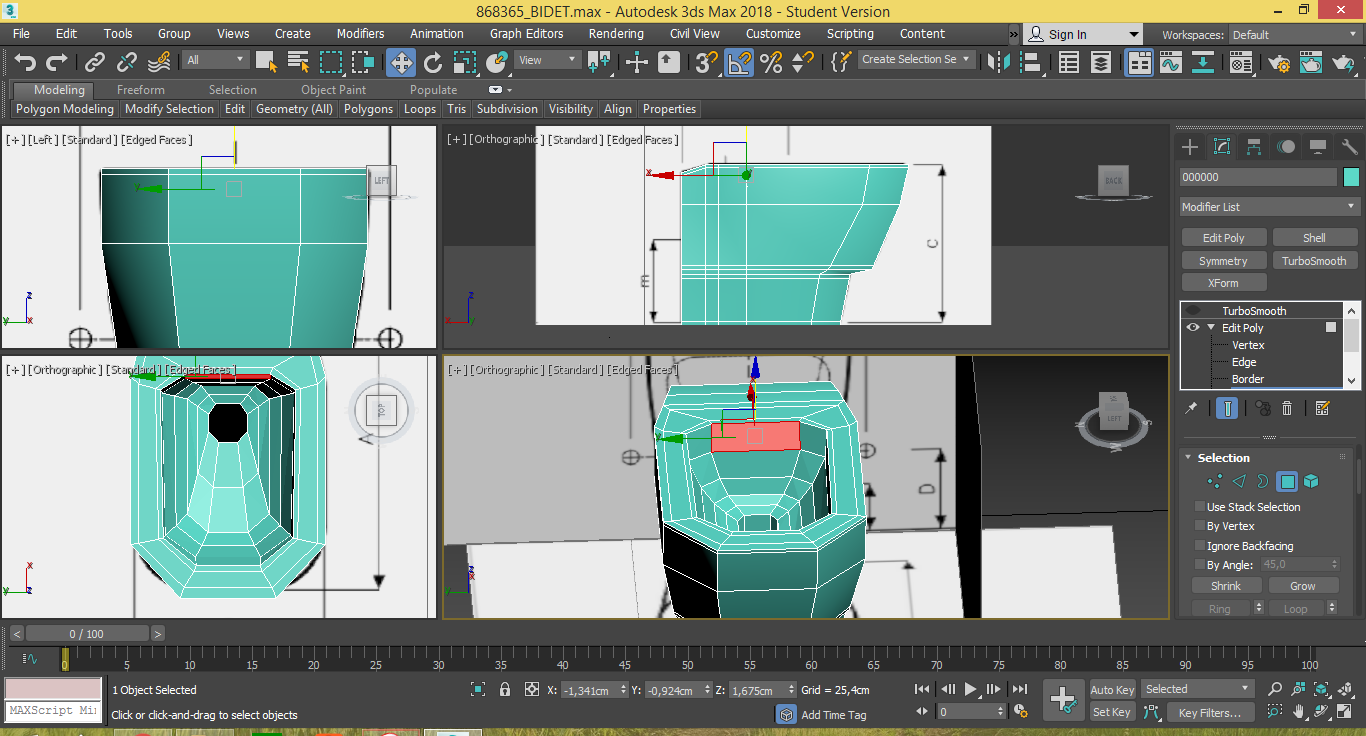 868365_BIDET.max - Autodesk 3ds Max 2018 - Student Version
File Edit Tools Group Views Create Modifiers Animation Graph Editors Rendering Civil View Customize Scripting Content » Sign In Workspaces: Default
All View 3 Create Selection Se
Modeling Freeform Selection Object Paint Populate
Polygon Modeling Modify Selection Edit Geometry (All) Polygons Loops Tris Subdivision Visibility Align Properties
[+] [Left] [Standard] [Edged Faces]
LEFT
z
y x
[+] [Orthographic] [Standard] [Edged Faces]
BACK
x
C
m
z
x
[+] [Orthographic] [Standard] [Edged Faces]
TOP
A
x
y z
[+] [Orthographic] [Standard] [Edged Faces]
LEFT
N S W
D
000000
Modifier List
Edit Poly Shell
Symmetry TurboSmooth
XForm
TurboSmooth
Edit Poly
Vertex
Edge
Border
Selection
Use Stack Selection
By Vertex
Ignore Backfacing
By Angle: 45,0
Shrink Grow
Ring Loop
< 0 / 100 >
0 5 10 15 20 25 30 35 40 45 50 55 60 65 70 75 80 85 90 95 100
1 Object Selected X: -1,341cm Y: -0,924cm Z: 1,675cm Grid = 25,4cm Auto Key Selected
MAXScript Mi
Click or click-and-drag to select objects Add Time Tag 0 Set Key Key Filters...